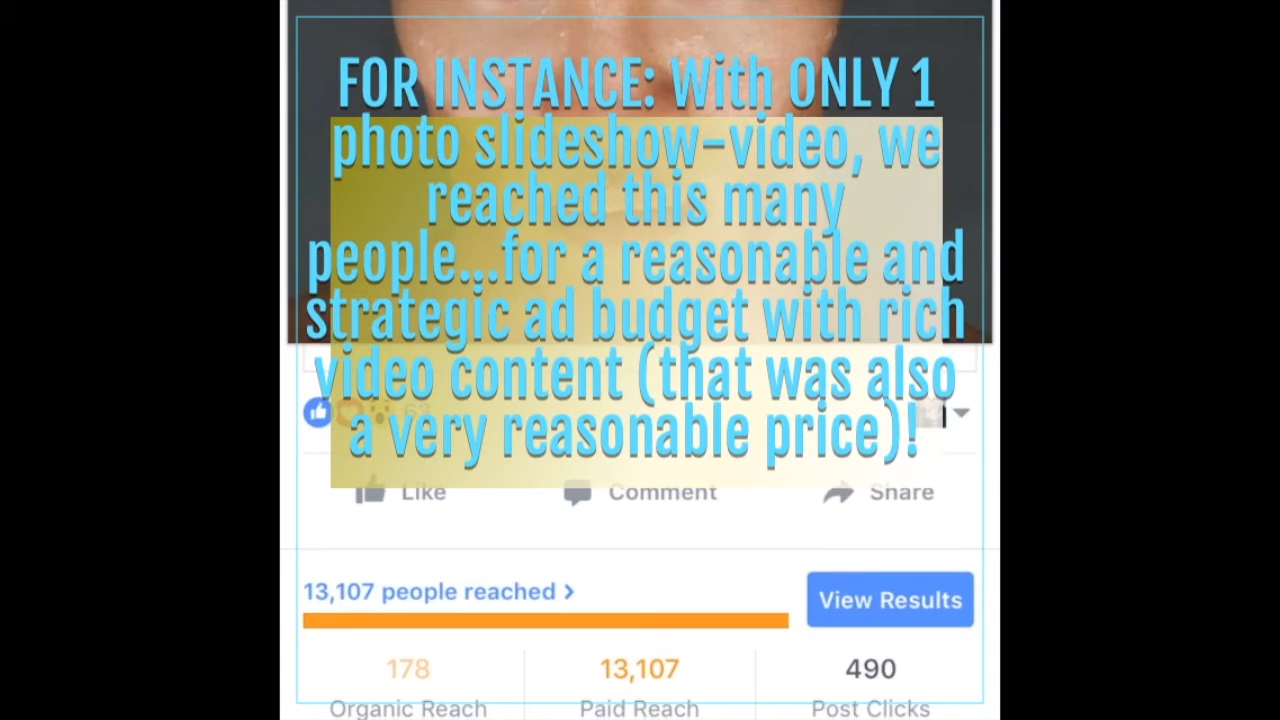 FOR INSTANCE: With ONLY 1
photo slideshow-video, we
reached this many
people...for a reasonable and
strategic ad budget with rich
video content (that was also
a very reasonable price)!
Like Comment Share
13,107 people reached >
View Results
178 13,107 490
Organic Reach Paid Reach Post Clicks